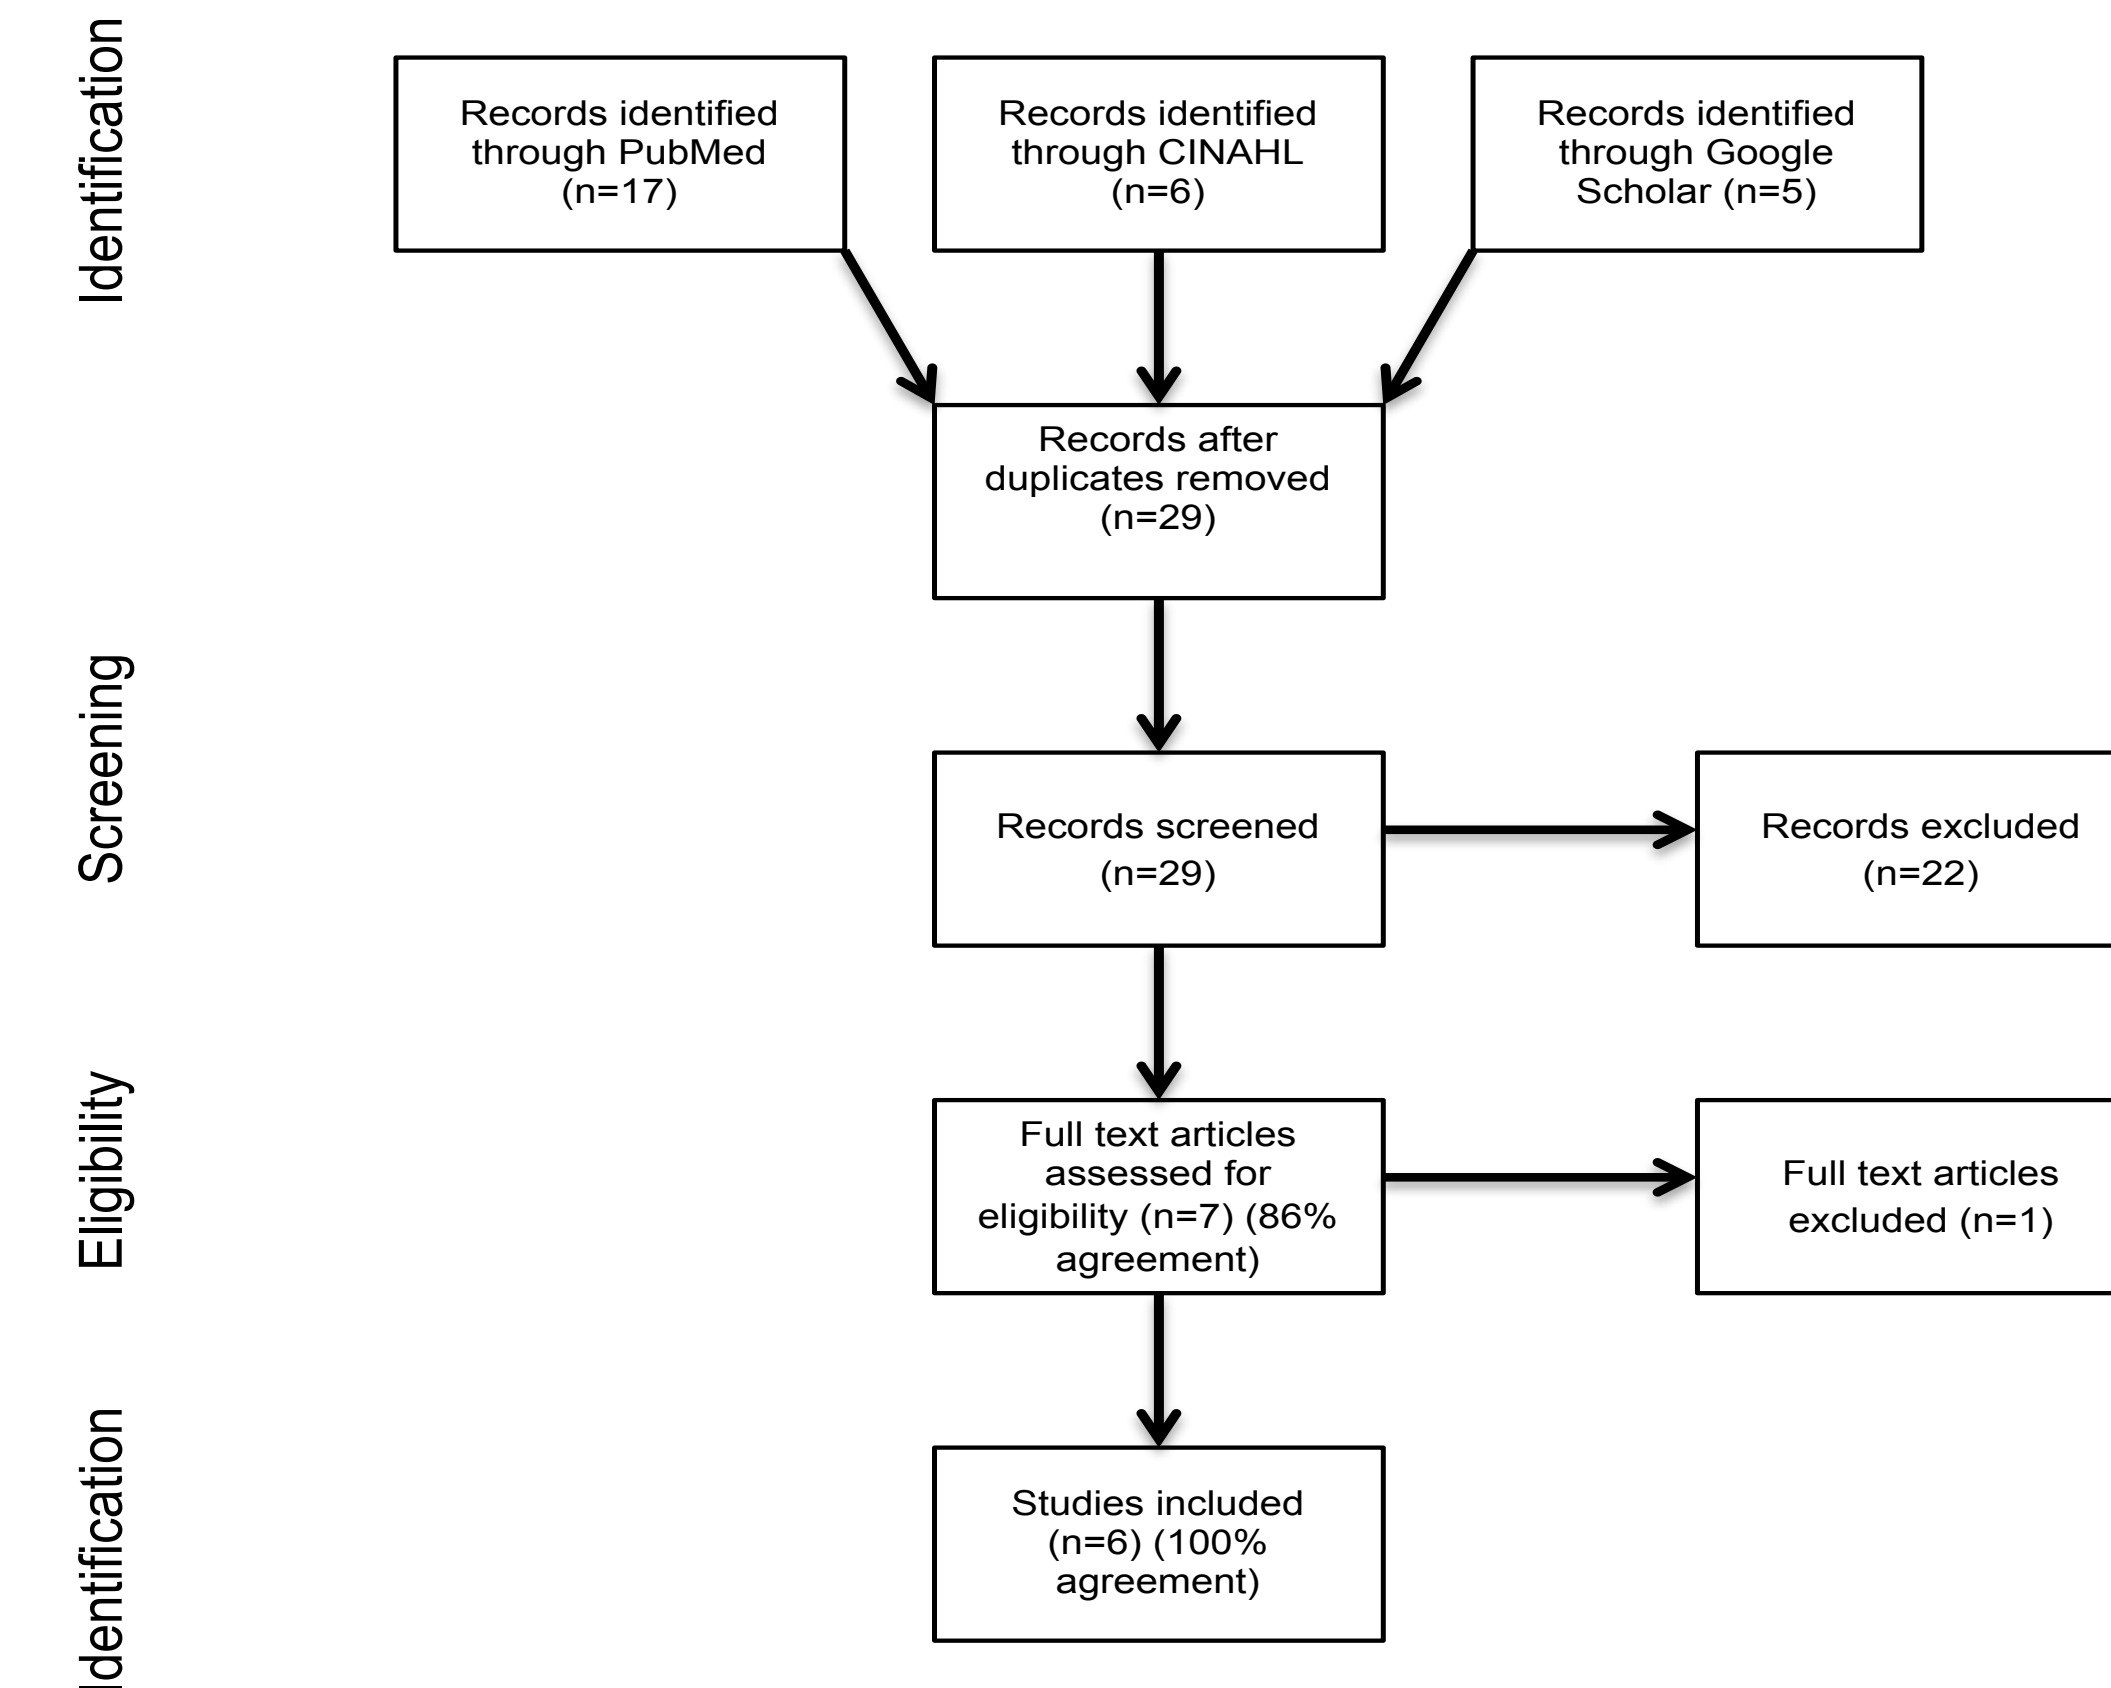 Identification
Records identified
through PubMed
(n=17)
Records identified
through CINAHL
(n=6)
Records identified
through Google
Scholar (n=5)
Records after
duplicates removed
(n=29)
Screening
Records screened
(n=29)
Records excluded
(n=22)
Eligibility
Full text articles
assessed for
eligibility (n=7) (86%
agreement)
Full text articles
excluded (n=1)
Identification
Studies included
(n=6) (100%
agreement)